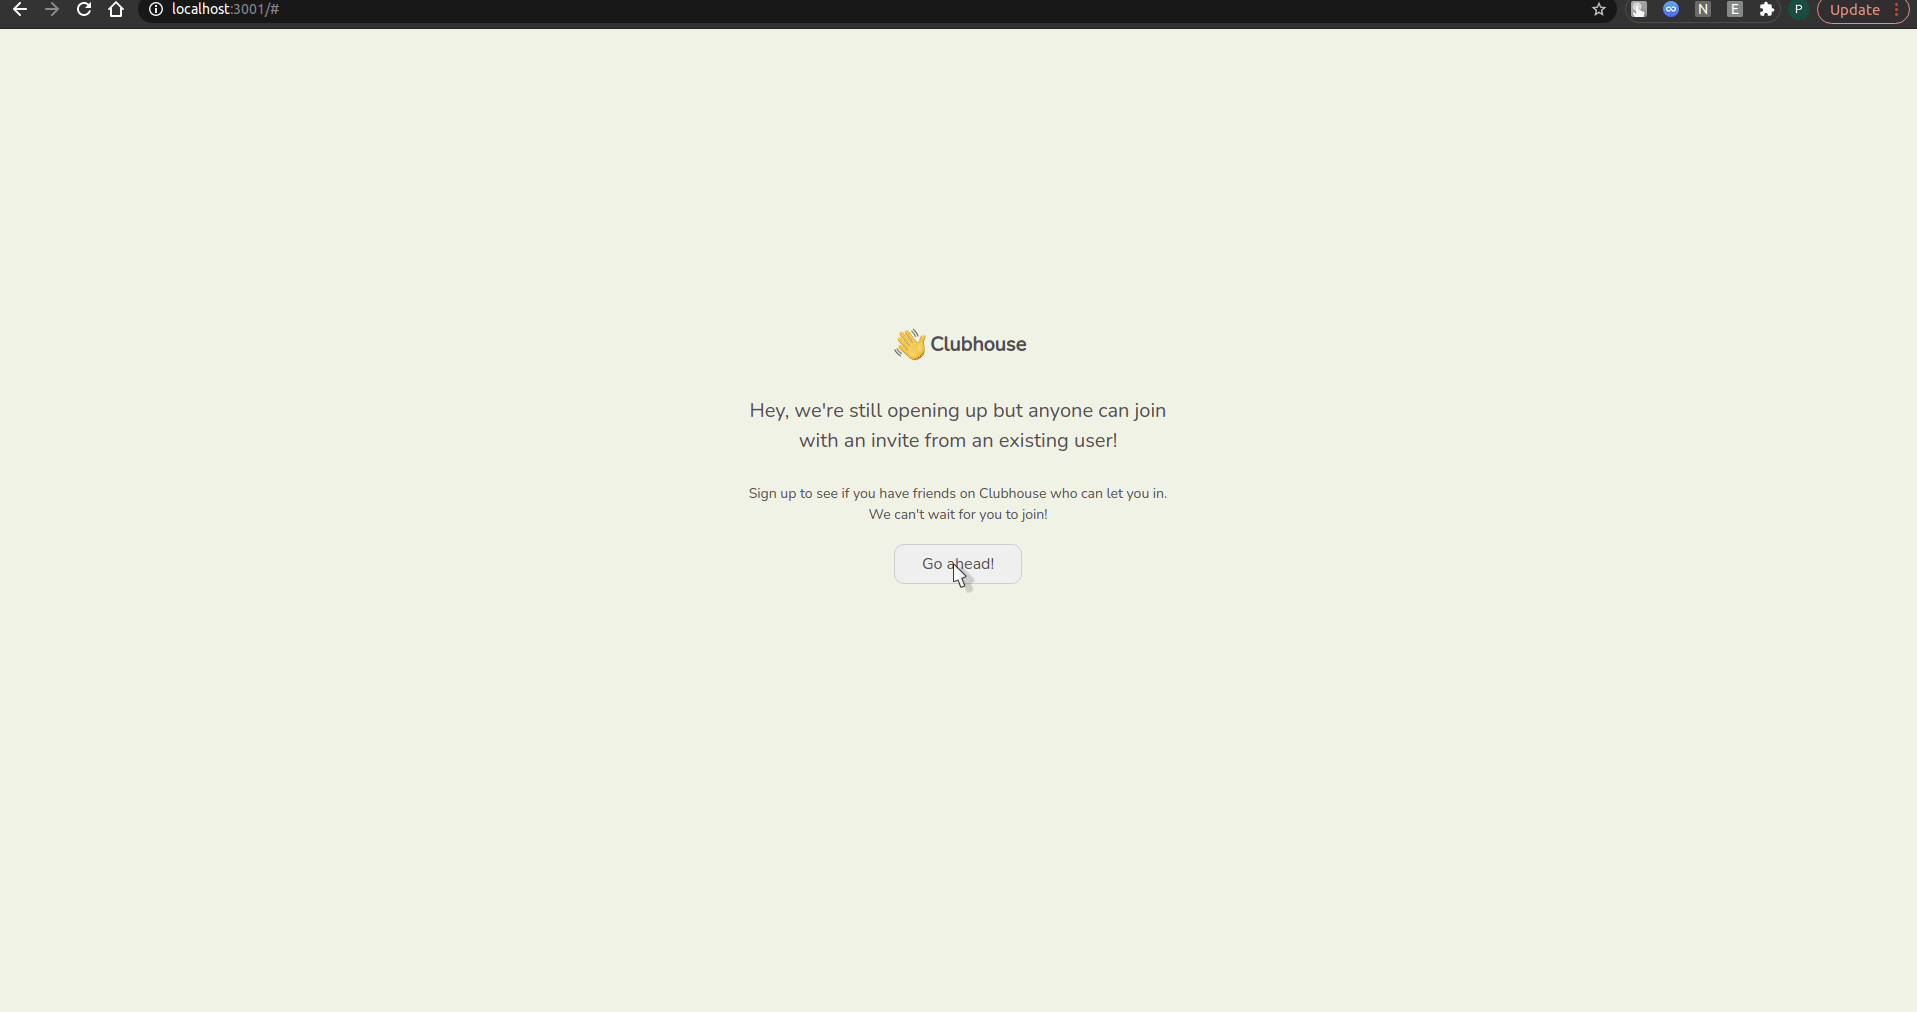 localhost:3001/#
N
E
P
Update
Clubhouse
Hey, we're still opening up but anyone can join
with an invite from an existing user!
Sign up to see if you have friends on Clubhouse who can let you in.
We can't wait for you to join!
Go ahead!